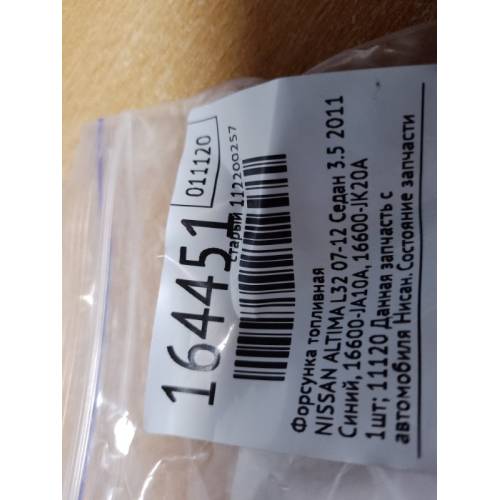 164451
011120
старый 112200257
Форсунка топливная
NISSAN ALTIMA L32 07-12 Седан 3.5 2011
Синий, 16600-JA10A, 16600-JK20A
1шт; 11120 Данная запчасть с
автомобиля Нисан. Состояние запчасти